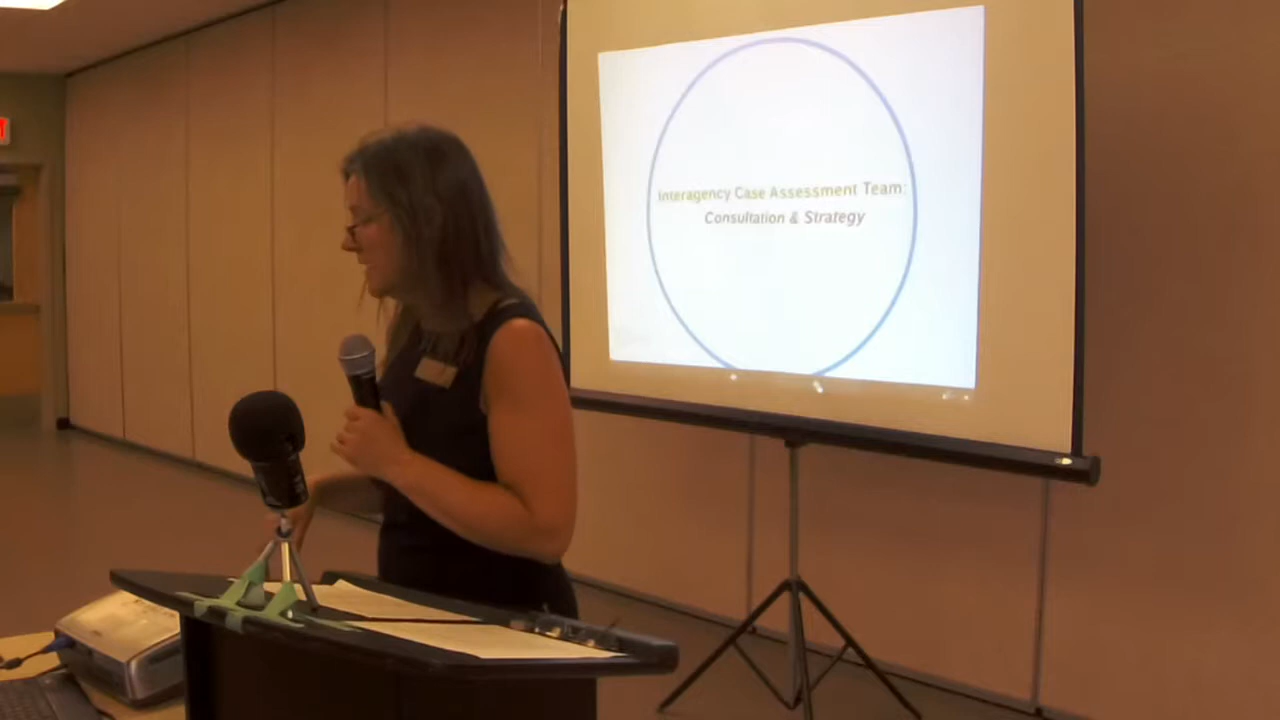 Interagency Case Assessment Team:
Consultation & Strategy